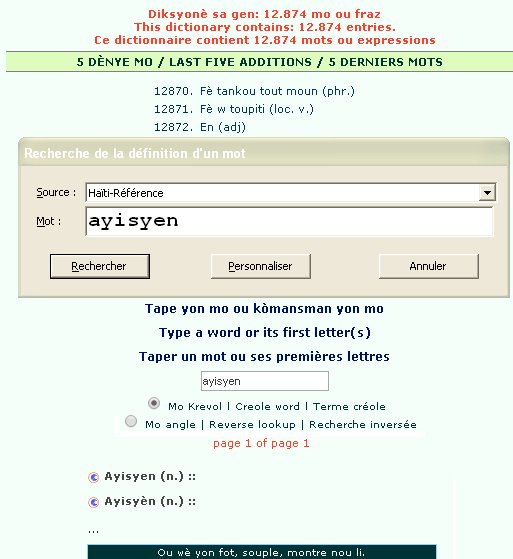 Diksyonè sa gen: 12.874 mo ou fraz
This dictionary contains: 12.874 entries.
Ce dictionnaire contient 12.874 mots ou expressions
5 DÈNYE MO / LAST FIVE ADDITIONS / 5 DERNIERS MOTS
12870. Fè tankou tout moun (phr.)
12871. Fè w toupiti (loc. v.)
12872. En (adj)
Recherche de la définition d'un mot
Source : Haïti-Référence
Mot : ayisyen
Rechercher Personnaliser Annuler
Tape yon mo ou kòmansman yon mo
Type a word or its first letter(s)
Taper un mot ou ses premières lettres
ayisyen
Mo Krevol | Creole word | Terme créole
Mo angle | Reverse lookup | Recherche inversée
page 1 of page 1
Ayisyen (n.) ::
Ayisyèn (n.) ::
...
Ou wè yon fot, souple, montre nou li.